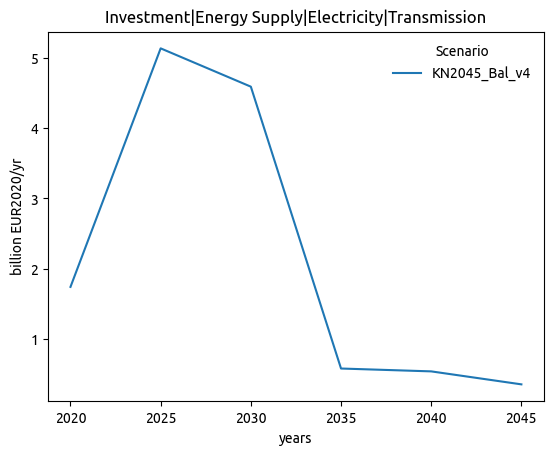 Investment|Energy Supply|Electricity|Transmission
Scenario
KN2045_Bal_v4
billion EUR2020/yr
5
4
3
2
1
2020 2025 2030 2035 2040 2045
years